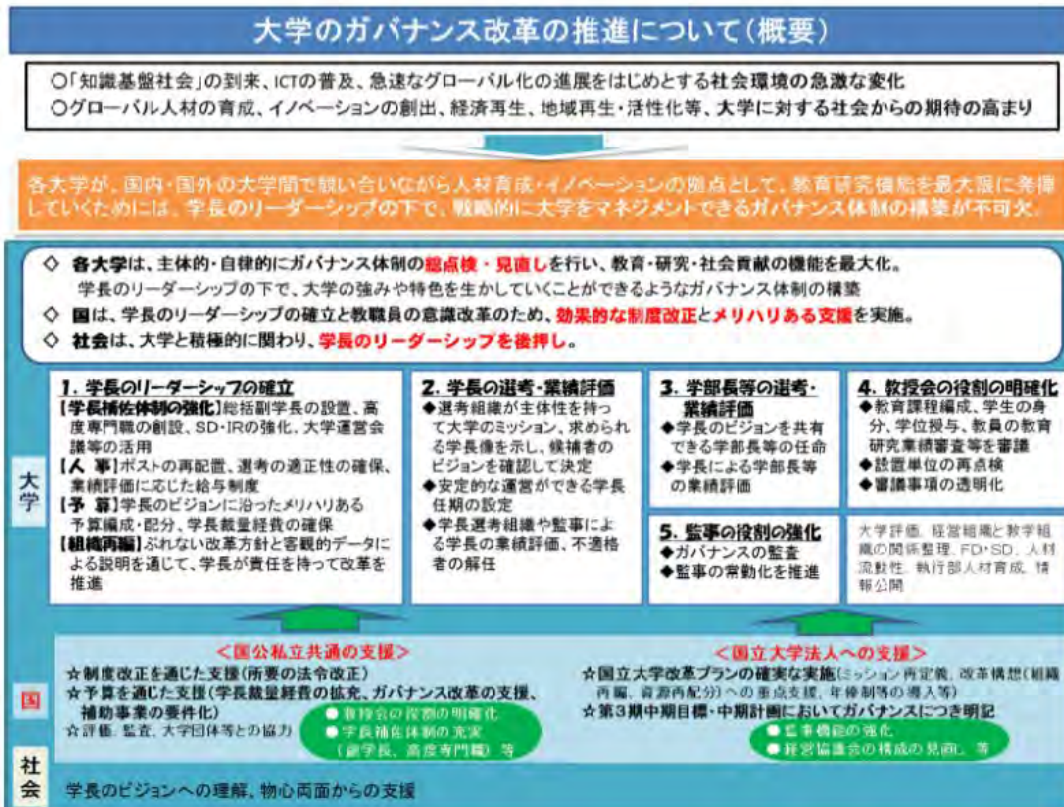 大学のガバナンス改革の推進について(概要)
○「知識基盤社会」の到来、ICTの普及、急速なグローバル化の進展をはじめとする社会環境の急激な変化
○グローバル人材の育成、イノベーションの創出、経済再生、地域再生・活性化等、大学に対する社会からの期待の高まり
各大学が、国内・国外の大学間で競い合いながら人材育成・イノベーションの拠点として、教育研究機能を最大限に発揮
していくためには、学長のリーダーシップの下で、戦略的に大学をマネジメントできるガバナンス体制の構築が不可欠
◇ 各大学は、主体的・自律的にガバナンス体制の総点検・見直しを行い、教育・研究・社会貢献の機能を最大化。
学長のリーダーシップの下で、大学の強みや特色を生かしていくことができるようなガバナンス体制の構築
◇ 国は、学長のリーダーシップの確立と教職員の意識改革のため、効果的な制度改正とメリハリある支援を実施。
◇ 社会は、大学と積極的に関わり、学長のリーダーシップを後押し。
大学
1. 学長のリーダーシップの確立
【学長補佐体制の強化】総括副学長の設置、高
度専門職の創設、SD・IRの強化、大学運営会
議等の活用
【人 事】ポストの再配置、選考の適正性の確保、
業績評価に応じた給与制度
【予 算】学長のビジョンに沿ったメリハリある
予算編成・配分、学長裁量経費の確保
【組織再編】ぶれない改革方針と客観的データに
よる説明を通じて、学長が責任を持って改革を
推進
2. 学長の選考・業績評価
◆選考組織が主体性を持っ
て大学のミッション、求めら
れる学長像を示し、候補者の
ビジョンを確認して決定
◆安定的な運営ができる学長
任期の設定
◆学長選考組織や監事によ
る学長の業績評価、不適格
者の解任
3. 学部長等の選考・
業績評価
◆学長のビジョンを共有
できる学部長等の任命
◆学長による学部長等
の業績評価
4. 教授会の役割の明確化
◆教育課程編成、学生の身
分、学位授与、教員の教育
研究業績審査等を審議
◆設置単位の再点検
◆審議事項の透明化
5. 監事の役割の強化
◆ガバナンスの監査
◆監事の常勤化を推進
大学評価、経営組織と教学組
織の関係整理、FD・SD、人材
流動性、執行部人材育成、情
報公開
国
<国公私立共通の支援>
☆制度改正を通じた支援(所要の法令改正)
☆予算を通じた支援(学長裁量経費の拡充、ガバナンス改革の支援、
補助事業の要件化)
☆評価、監査、大学団体等との協力
●教授会の役割の明確化
●学長補佐体制の充実
(副学長、高度専門職)等
<国立大学法人への支援>
☆国立大学改革プランの確実な実施(ミッション再定義、改革構想(組織
再編、資源再配分)への重点支援、年俸制等の導入等)
☆第3期中期目標・中期計画においてガバナンスにつき明記
●監事機能の強化
●経営協議会の構成の見直し 等
社会
学長のビジョンへの理解、物心両面からの支援